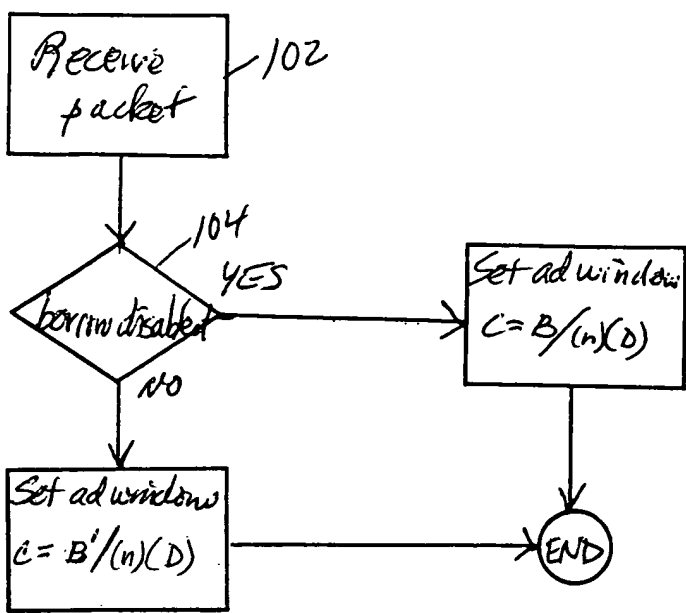 Receive
packet
102
104
borrow disabled
YES
NO
Set ad window
C = B/(n)(D)
Set ad window
C = B'/(n)(D)
END